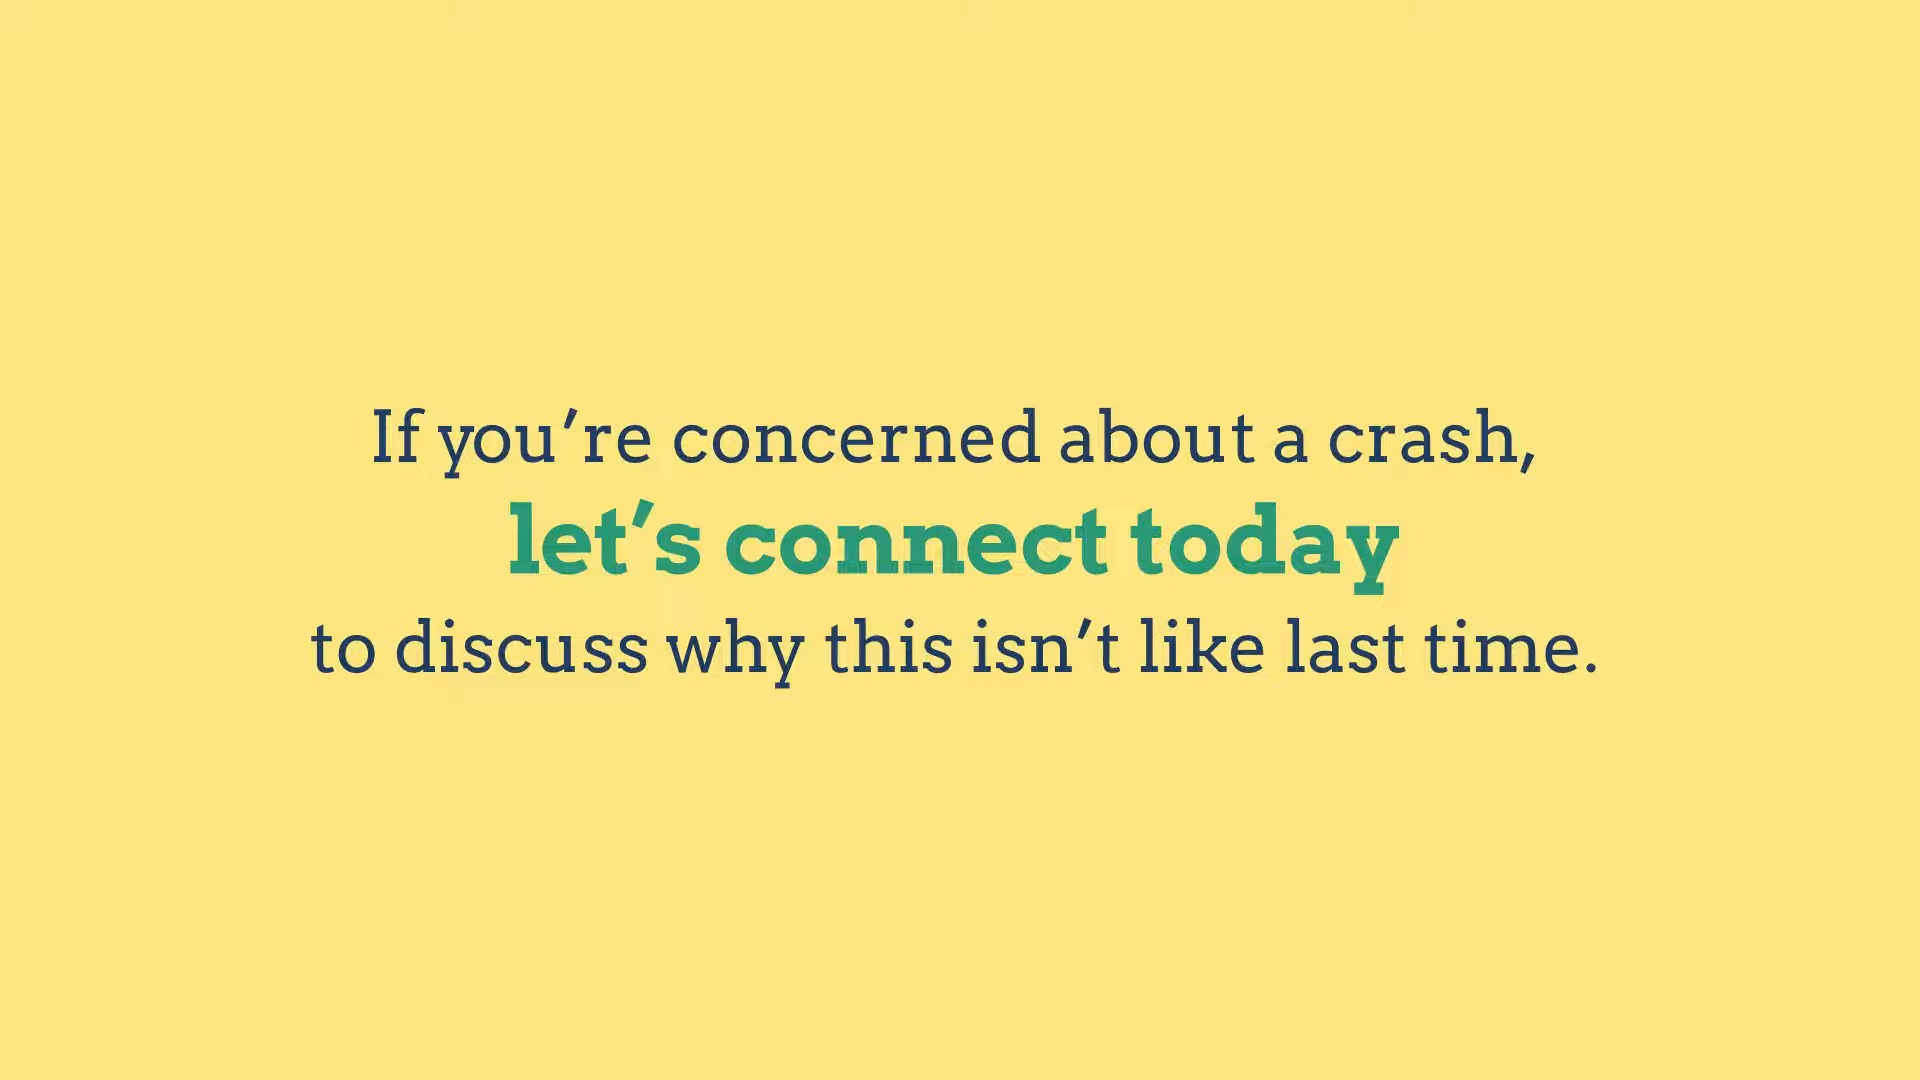 If you’re concerned about a crash,
let’s connect today
to discuss why this isn’t like last time.